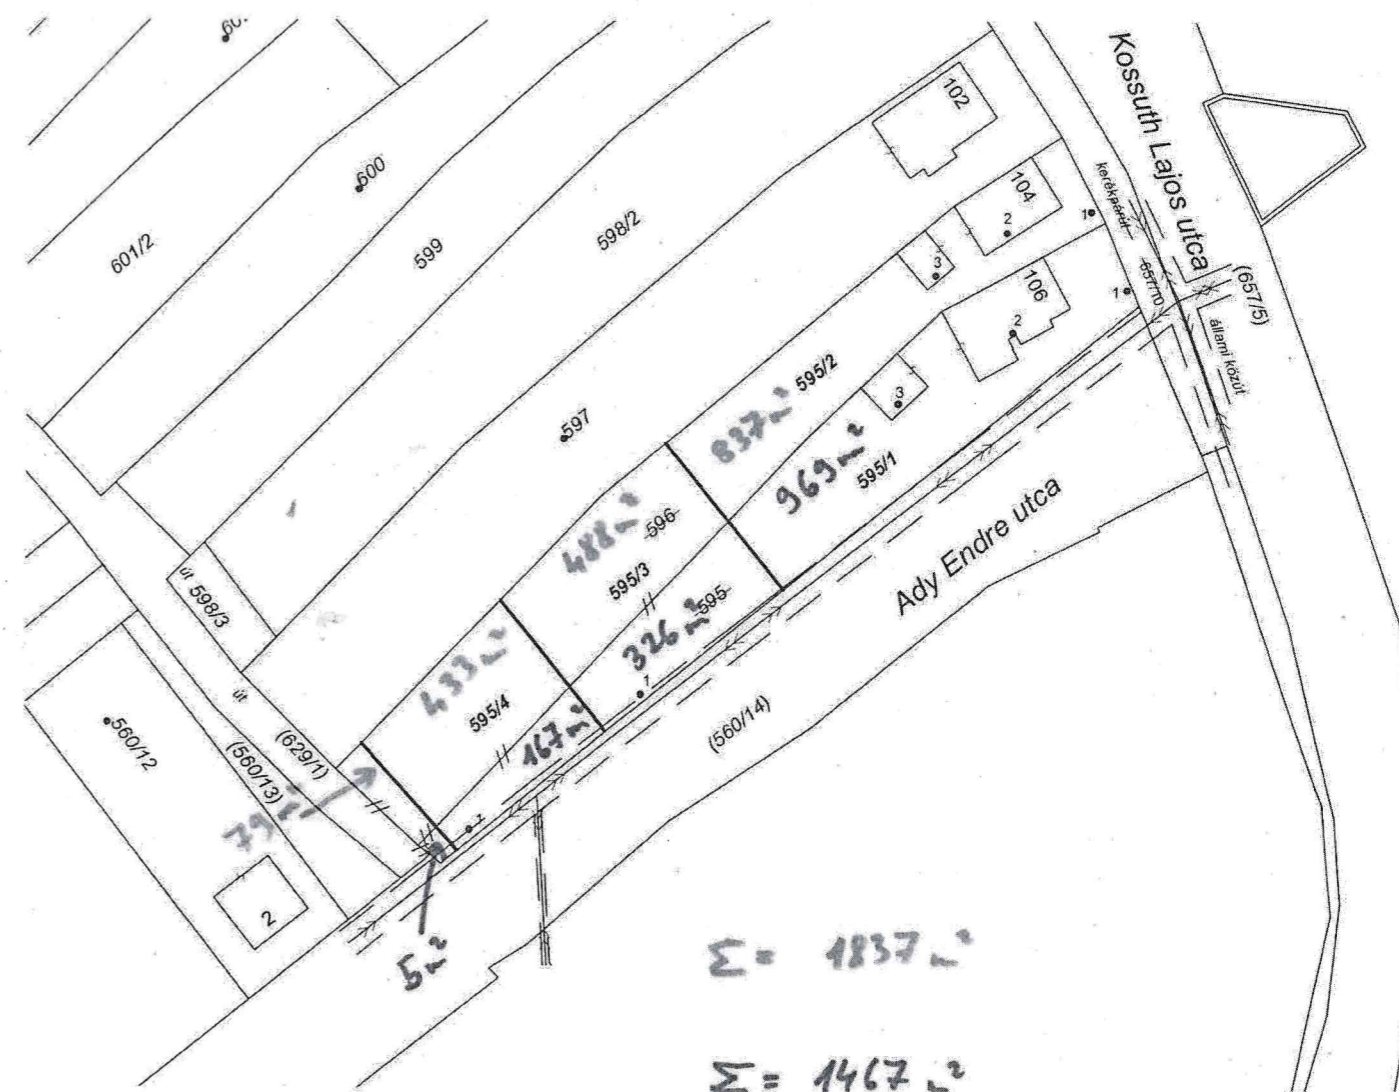 60.
Kossuth Lajos utca
102
600
104
2
1
kerékpárút
601/2
599
598/2
3
106
1
657/10
(657/5)
2
állami közút
595/2
837 m²
3
597
969 m²
595/1
596
488 m²
Ady Endre utca
595/3
595
út 598/3
326 m²
433 m²
1
595/4
út
167 m²
(560/14)
560/12
(629/1)
(560/13)
79 m²
2
2
5 m²
Σ = 1837 m²
Σ = 1467 m²